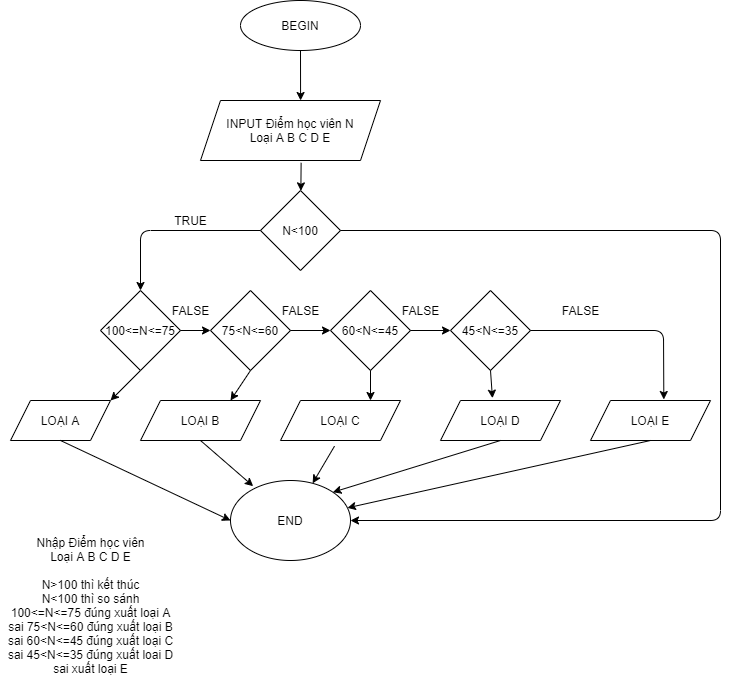 BEGIN
INPUT Điểm học viên N
Loại A B C D E
TRUE
N<100
FALSE
FALSE
FALSE
FALSE
100<=N<=75
75<N<=60
60<N<=45
45<N<=35
LOẠI A
LOẠI B
LOẠI C
LOẠI D
LOẠI E
END
Nhập Điểm học viên
Loại A B C D E
N>100 thì kết thúc
N<100 thì so sánh
100<=N<=75 đúng xuất loại A
sai 75<N<=60 đúng xuất loại B
sai 60<N<=45 đúng xuất loại C
sai 45<N<=35 đúng xuất loai D
sai xuất loại E